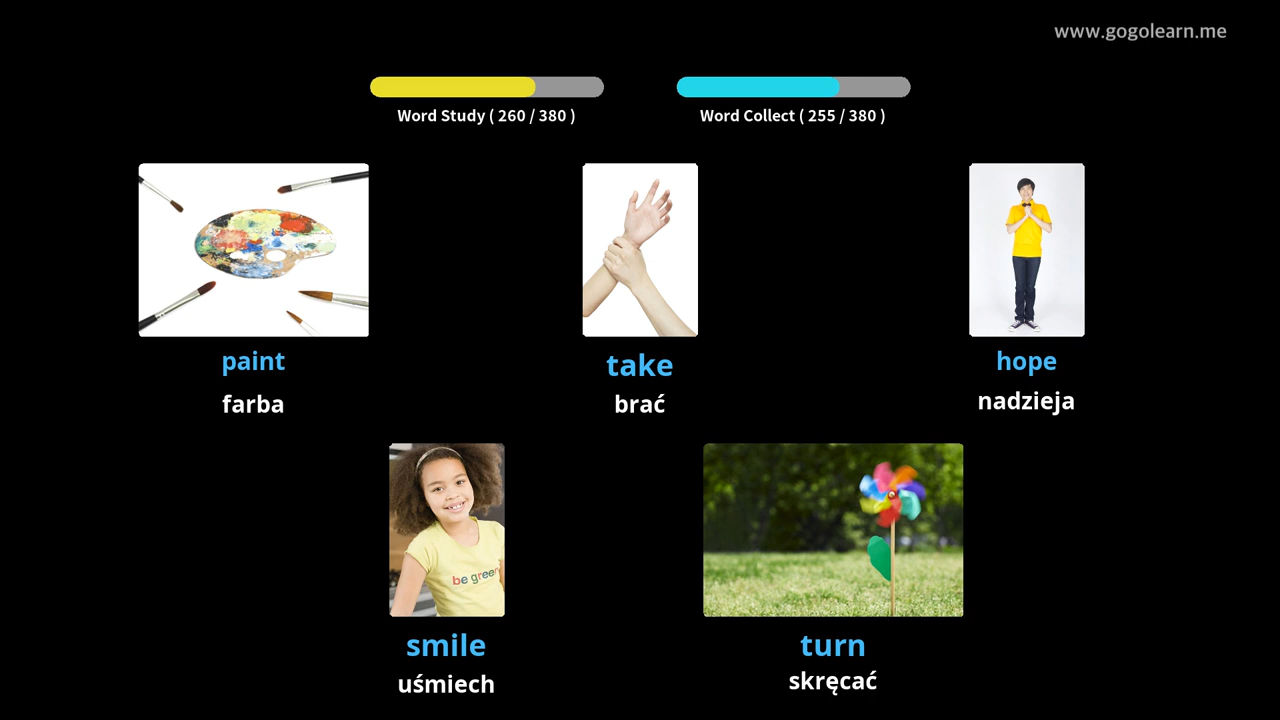 www.gogolearn.me
Word Study ( 260 / 380 )
Word Collect ( 255 / 380 )
paint
farba
take
brać
hope
nadzieja
be green
smile
uśmiech
turn
skręcać